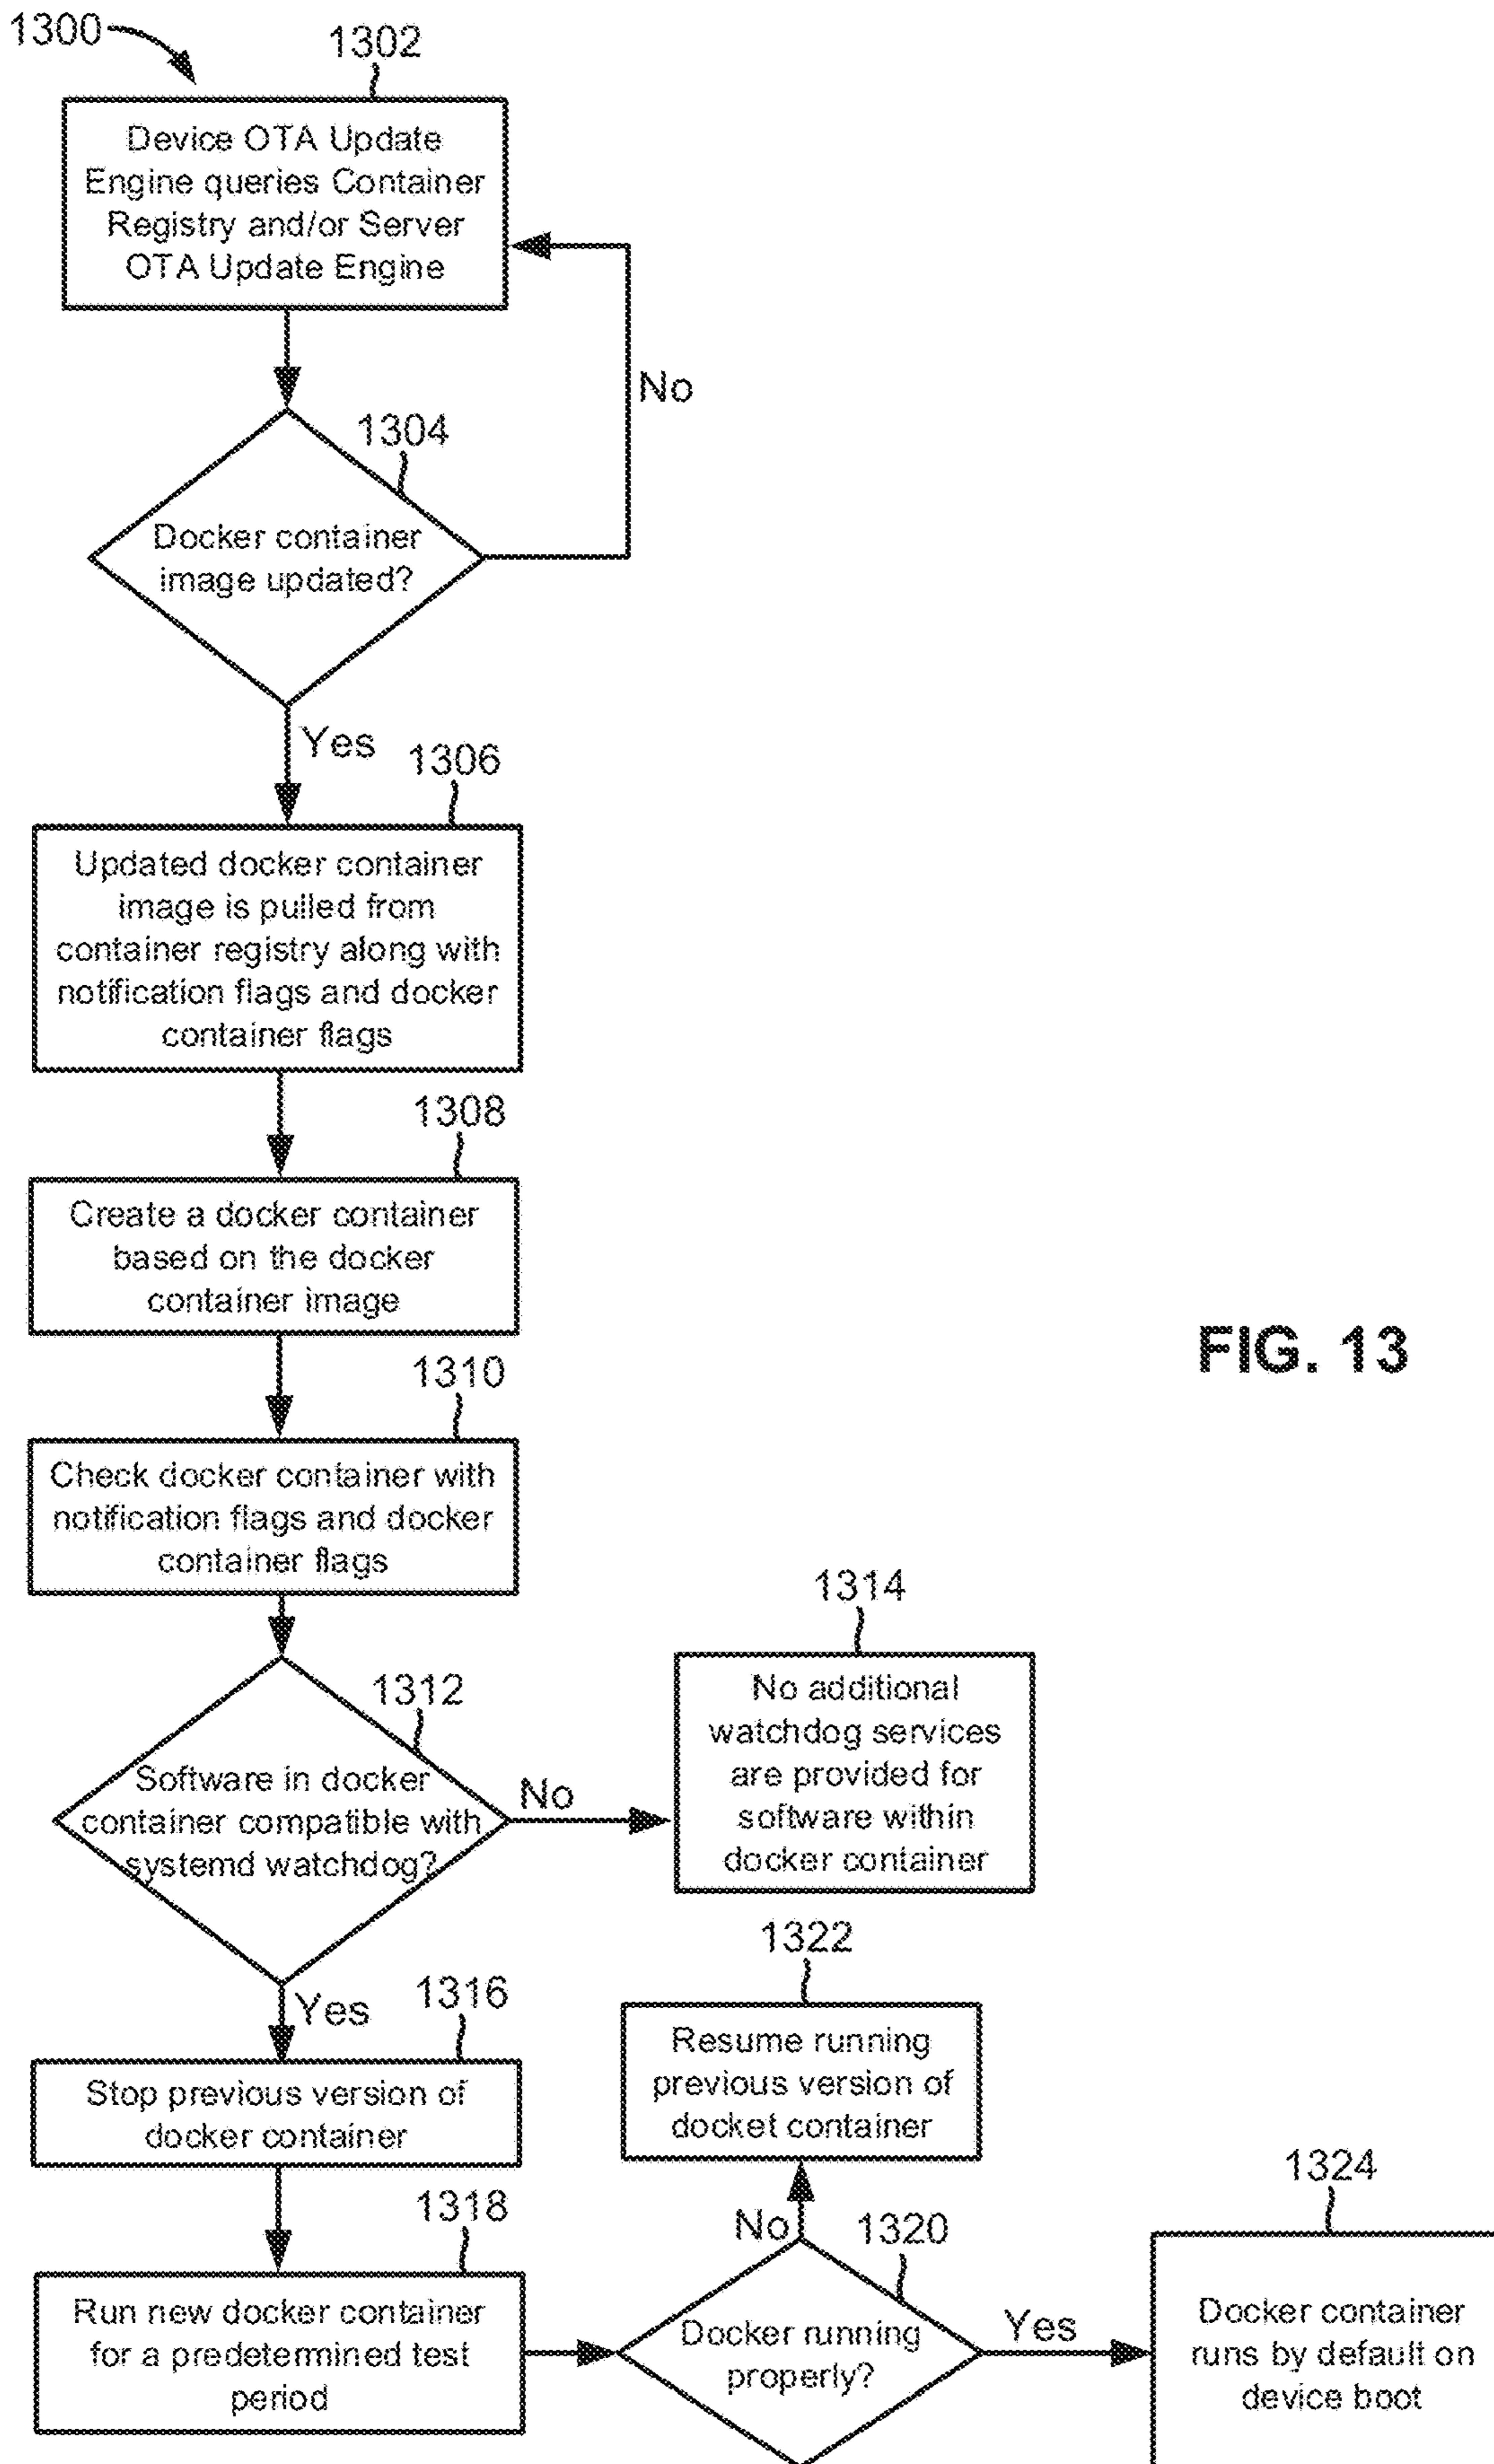 1300
1302
Device OTA Update
Engine queries Container
Registry and/or Server
OTA Update Engine
No
1304
Docker container
image updated?
Yes
1306
Updated docker container
image is pulled from
container registry along with
notification flags and docker
container flags
1308
Create a docker container
based on the docker
container image
FIG. 13
1310
Check docker container with
notification flags and docker
container flags
1312
Software in docker
container compatible with
systemd watchdog?
No
1314
No additional
watchdog services
are provided for
software within
docker container
Yes
1316
Stop previous version of
docker container
1318
Run new docker container
for a predetermined test
period
1320
Docker running
properly?
No
1322
Resume running
previous version of
docket container
Yes
1324
Docker container
runs by default on
device boot